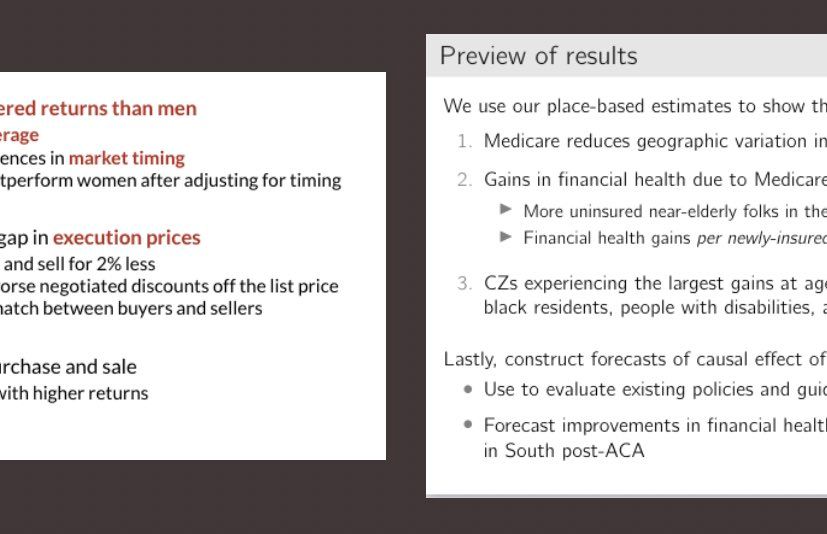 ered returns than men
erage
ences in market timing
tperform women after adjusting for timing
gap in execution prices
and sell for 2% less
orse negotiated discounts off the list price
natch between buyers and sellers
urchase and sale
with higher returns
Preview of results
We use our place-based estimates to show th
1. Medicare reduces geographic variation in
2. Gains in financial health due to Medicare
▶ More uninsured near-elderly folks in the
▶ Financial health gains per newly-insured
3. CZs experiencing the largest gains at age
black residents, people with disabilities, a
Lastly, construct forecasts of causal effect of
• Use to evaluate existing policies and guid
• Forecast improvements in financial health
in South post-ACA